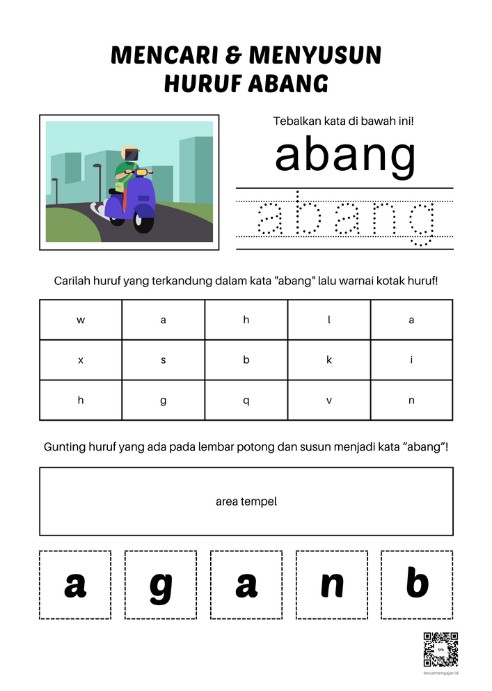 MENCARI & MENYUSUN
HURUF ABANG
Tebalkan kata di bawah ini!
abang
abang
Carilah huruf yang terkandung dalam kata "abang" lalu warnai kotak huruf!
w a h l a
x s b k i
h g q v n
Gunting huruf yang ada pada lembar potong dan susun menjadi kata “abang”!
area tempel
a g a n b